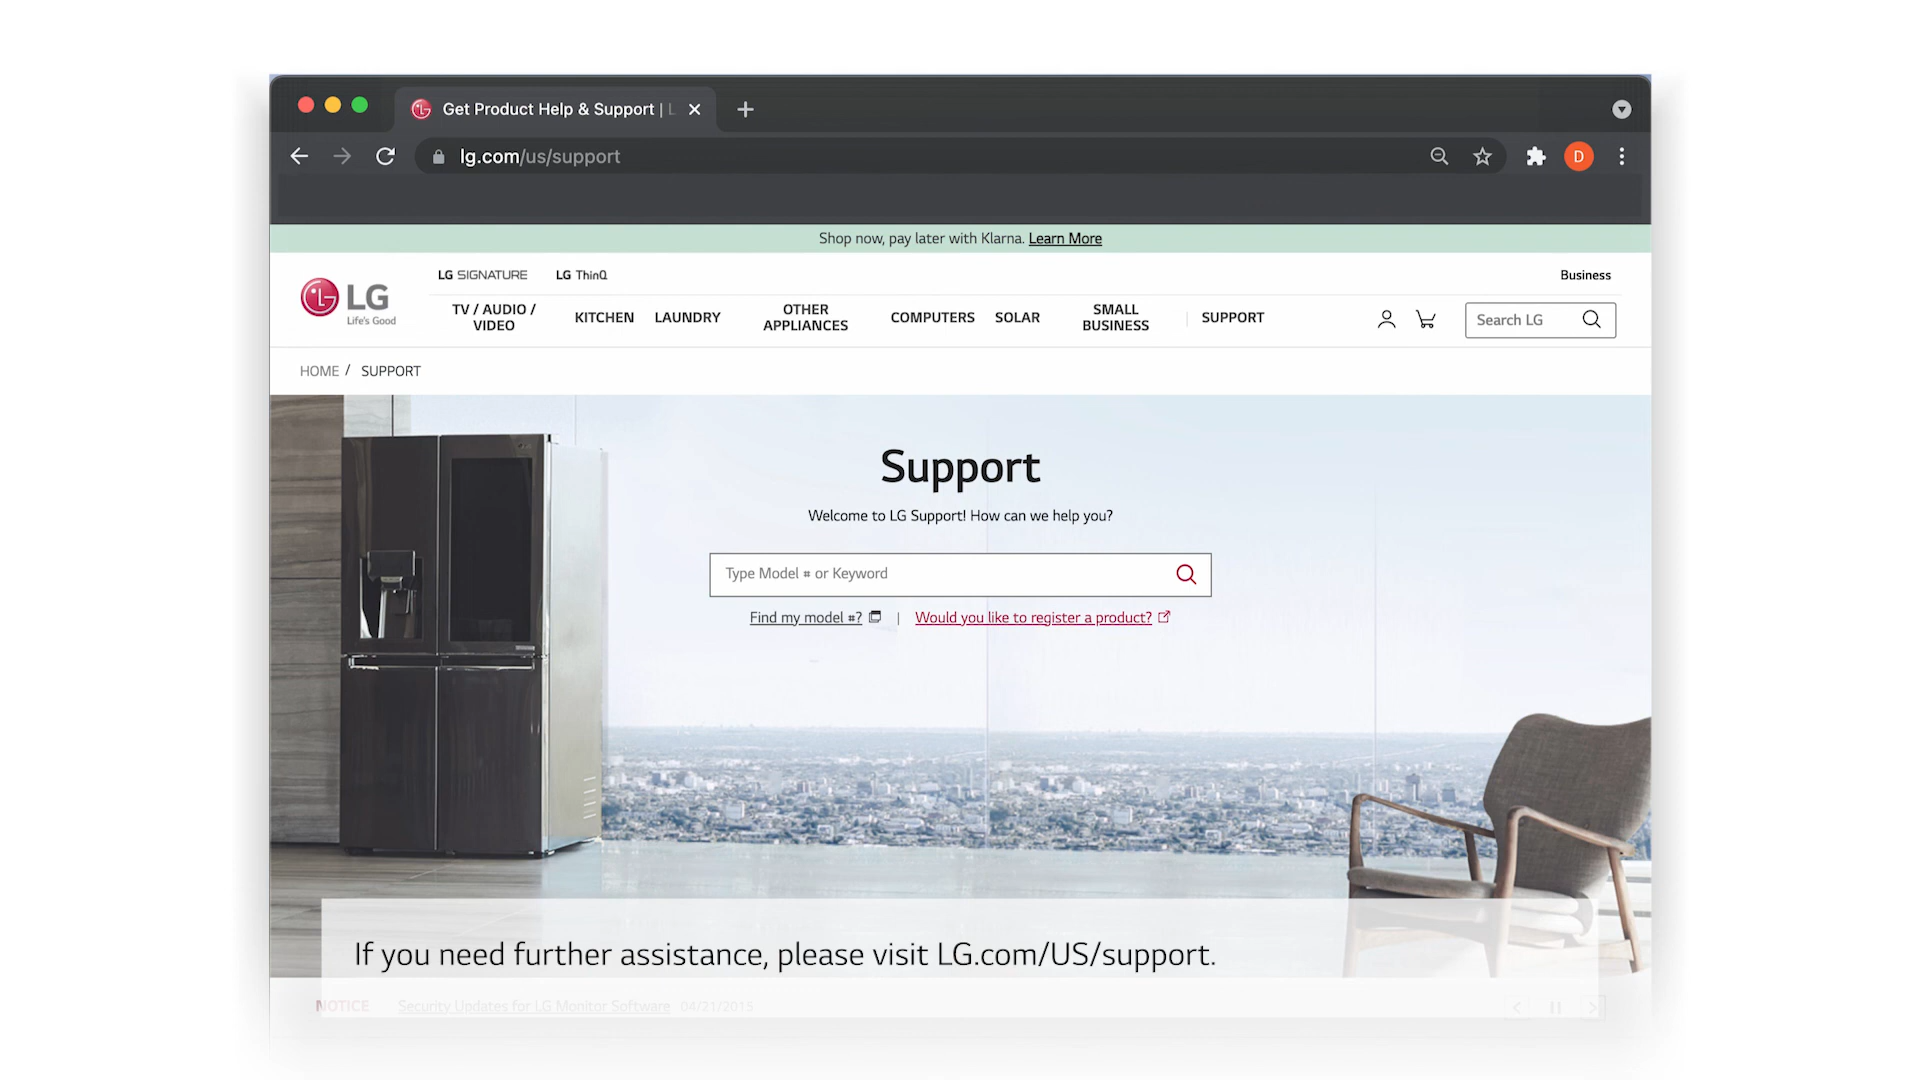 Get Product Help & Support | L
lg.com/us/support
D
Shop now, pay later with Klarna. Learn More
LG SIGNATURE LG ThinQ Business
LG
Life's Good
TV / AUDIO / VIDEO
KITCHEN
LAUNDRY
OTHER APPLIANCES
COMPUTERS
SOLAR
SMALL BUSINESS
SUPPORT
Search LG
HOME / SUPPORT
Support
Welcome to LG Support! How can we help you?
Type Model # or Keyword
Find my model #? | Would you like to register a product?
If you need further assistance, please visit LG.com/US/support.
NOTICE Security Updates for LG Monitor Software 04/21/2015